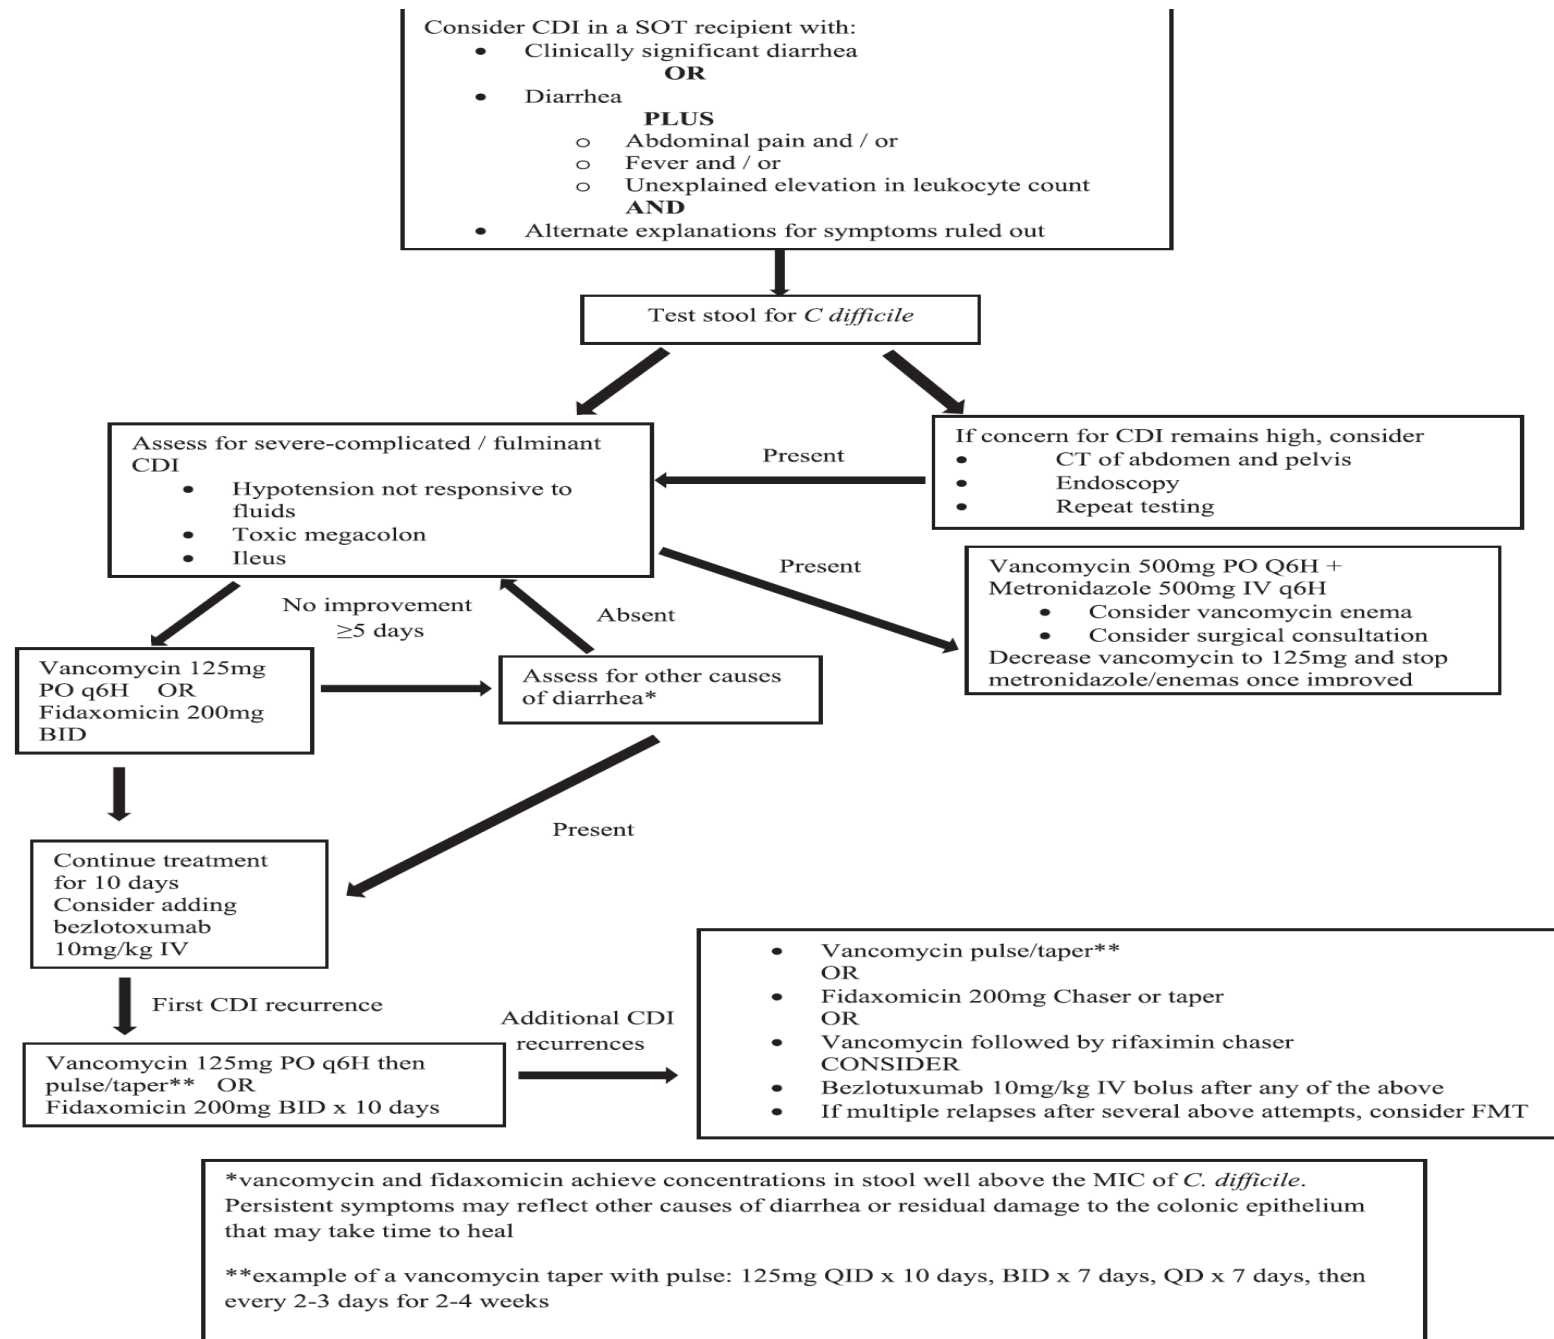 Consider CDI in a SOT recipient with:
• Clinically significant diarrhea
OR
• Diarrhea
PLUS
o Abdominal pain and / or
o Fever and / or
o Unexplained elevation in leukocyte count
AND
• Alternate explanations for symptoms ruled out
Test stool for C difficile
Assess for severe-complicated / fulminant
CDI
• Hypotension not responsive to
fluids
• Toxic megacolon
• Ileus
Present
If concern for CDI remains high, consider
• CT of abdomen and pelvis
• Endoscopy
• Repeat testing
Present
Vancomycin 500mg PO Q6H +
Metronidazole 500mg IV q6H
• Consider vancomycin enema
• Consider surgical consultation
Decrease vancomycin to 125mg and stop
metronidazole/enemas once improved
No improvement
≥5 days
Absent
Vancomycin 125mg
PO q6H OR
Fidaxomicin 200mg
BID
Assess for other causes
of diarrhea*
Present
Continue treatment
for 10 days
Consider adding
bezlotoxumab
10mg/kg IV
First CDI recurrence
Vancomycin 125mg PO q6H then
pulse/taper** OR
Fidaxomicin 200mg BID x 10 days
Additional CDI
recurrences
• Vancomycin pulse/taper**
OR
• Fidaxomicin 200mg Chaser or taper
OR
• Vancomycin followed by rifaximin chaser
CONSIDER
• Bezlotuxumab 10mg/kg IV bolus after any of the above
• If multiple relapses after several above attempts, consider FMT
*vancomycin and fidaxomicin achieve concentrations in stool well above the MIC of C. difficile.
Persistent symptoms may reflect other causes of diarrhea or residual damage to the colonic epithelium
that may take time to heal
**example of a vancomycin taper with pulse: 125mg QID x 10 days, BID x 7 days, QD x 7 days, then
every 2-3 days for 2-4 weeks